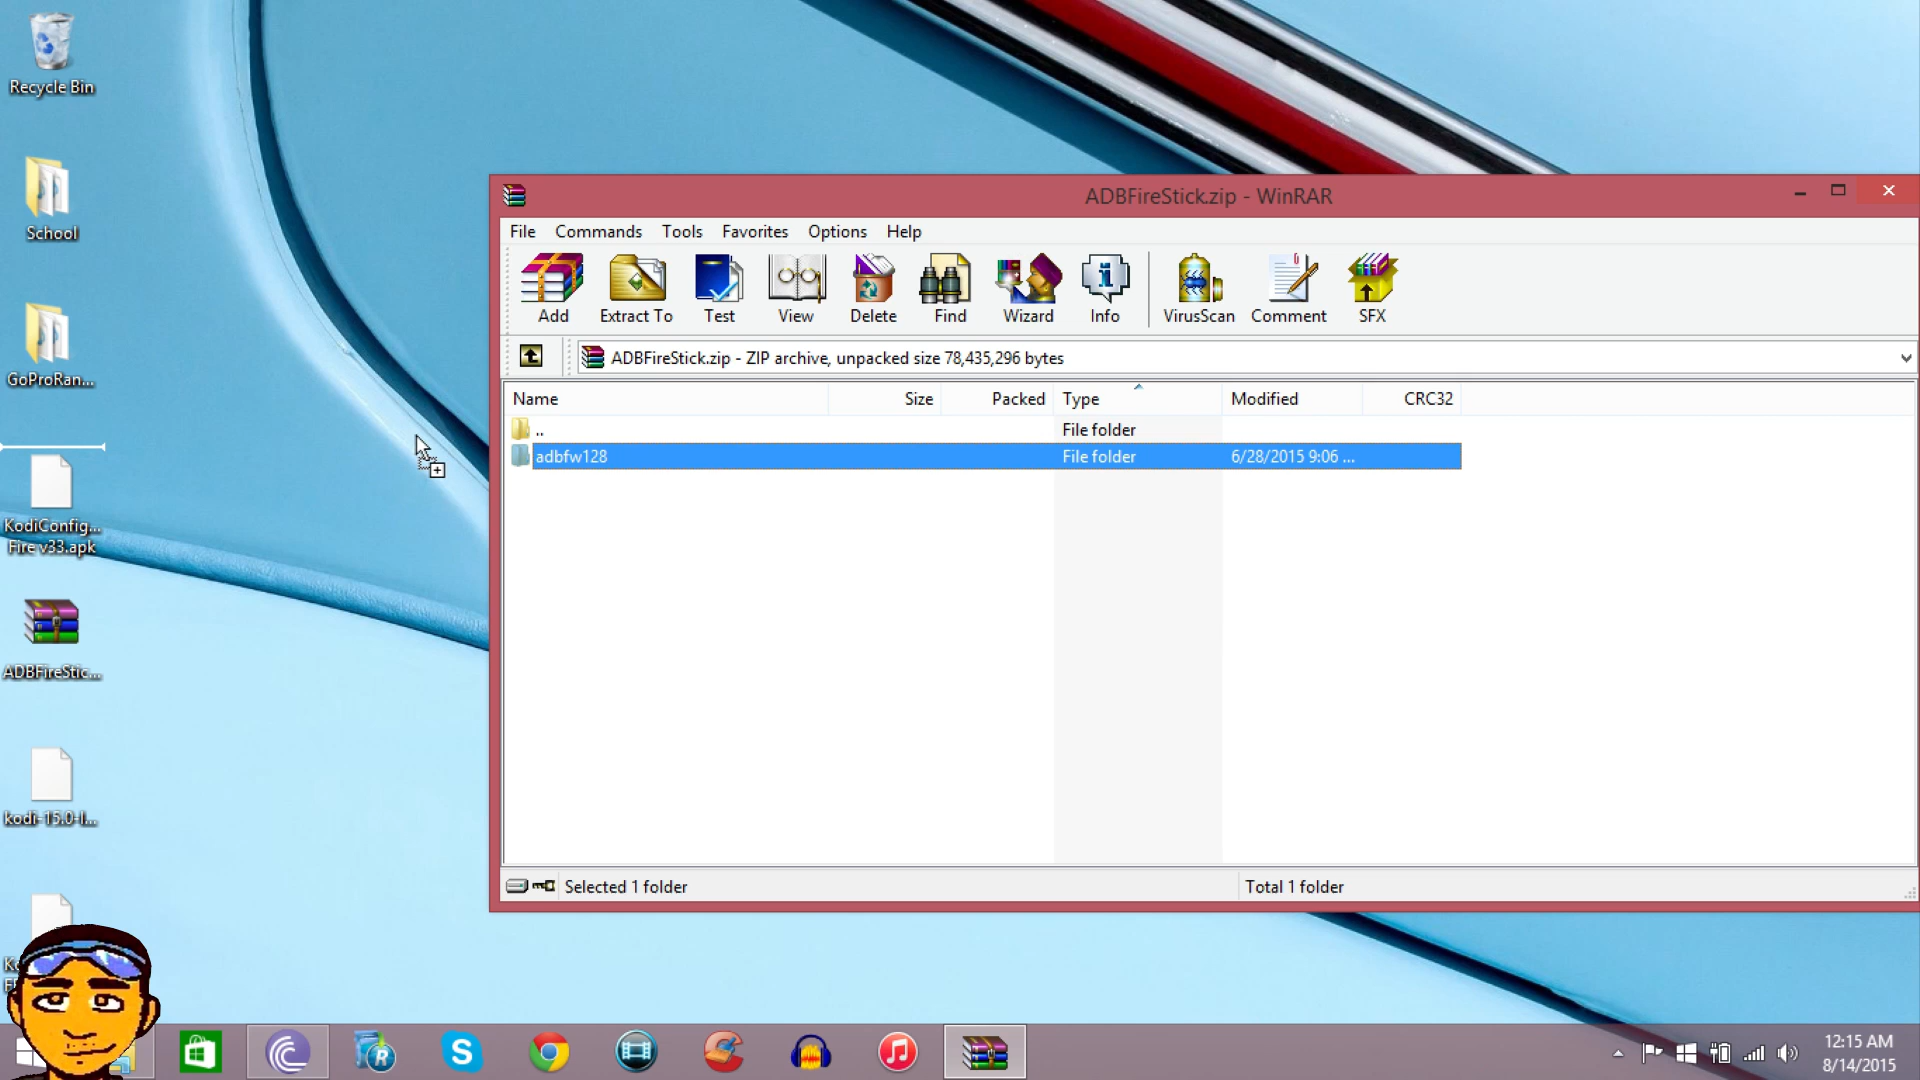 Recycle Bin
School
GoProRan...
KodiConfig...
Fire v33.apk
ADBFireStic...
kodi-15.0-I...
ADBFireStick.zip - WinRAR
File Commands Tools Favorites Options Help
Add Extract To Test View Delete Find Wizard Info VirusScan Comment SFX
ADBFireStick.zip - ZIP archive, unpacked size 78,435,296 bytes
Name Size Packed Type Modified CRC32
.. File folder
adbfw128 File folder 6/28/2015 9:06 ...
Selected 1 folder Total 1 folder
12:15 AM
8/14/2015